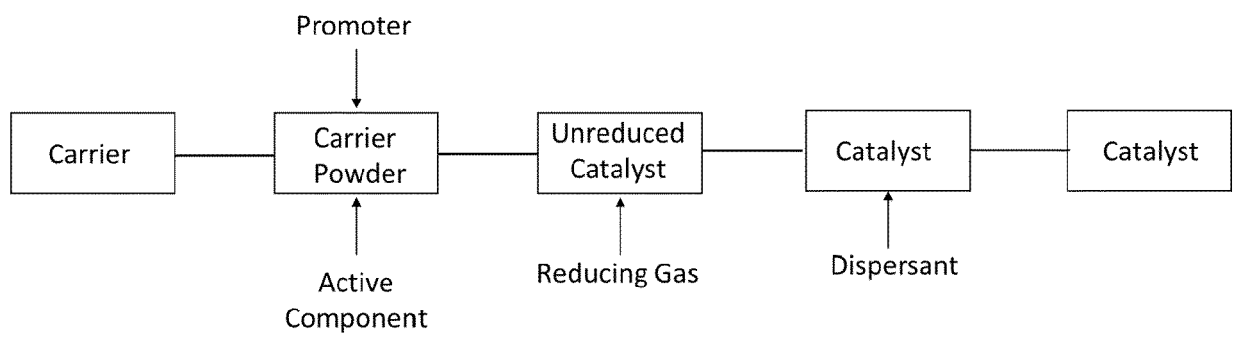 Promoter
Carrier
Carrier
Powder
Unreduced
Catalyst
Catalyst
Catalyst
Active
Component
Reducing Gas
Dispersant